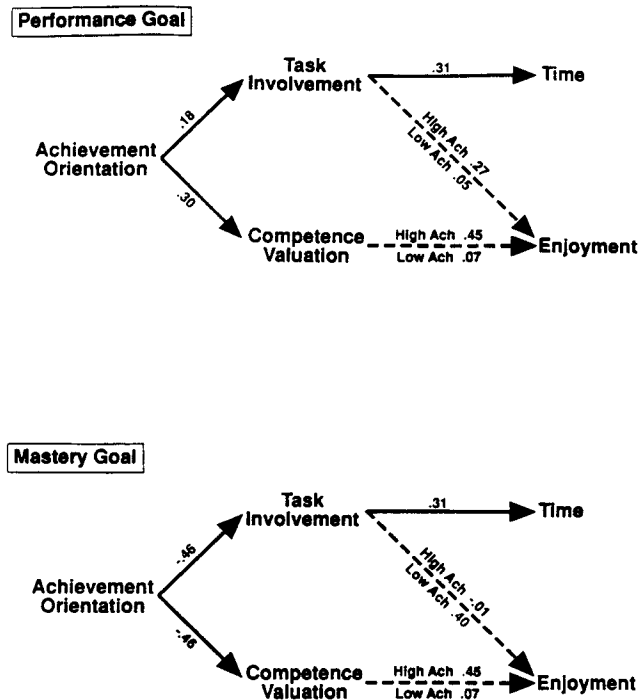 Performance Goal
Task
Involvement
.31
Time
.18
High Ach .27
Low Ach .05
Achievement
Orientation
.30
Competence
Valuation
High Ach .45
Low Ach .07
Enjoyment
Mastery Goal
Task
Involvement
.31
Time
-.46
High Ach -.01
Low Ach .40
Achievement
Orientation
-.46
Competence
Valuation
High Ach .45
Low Ach .07
Enjoyment